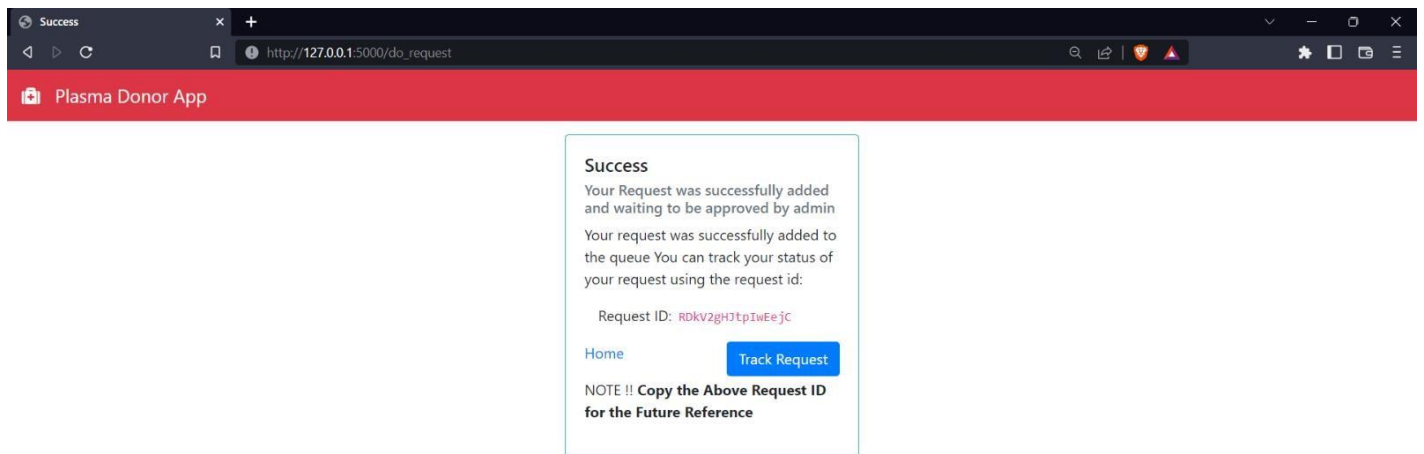 Success
http://127.0.0.1:5000/do_request
Plasma Donor App
Success
Your Request was successfully added
and waiting to be approved by admin
Your request was successfully added to
the queue You can track your status of
your request using the request id:
Request ID: RDkV2gHJtpIwEejC
Home
Track Request
NOTE !! Copy the Above Request ID
for the Future Reference